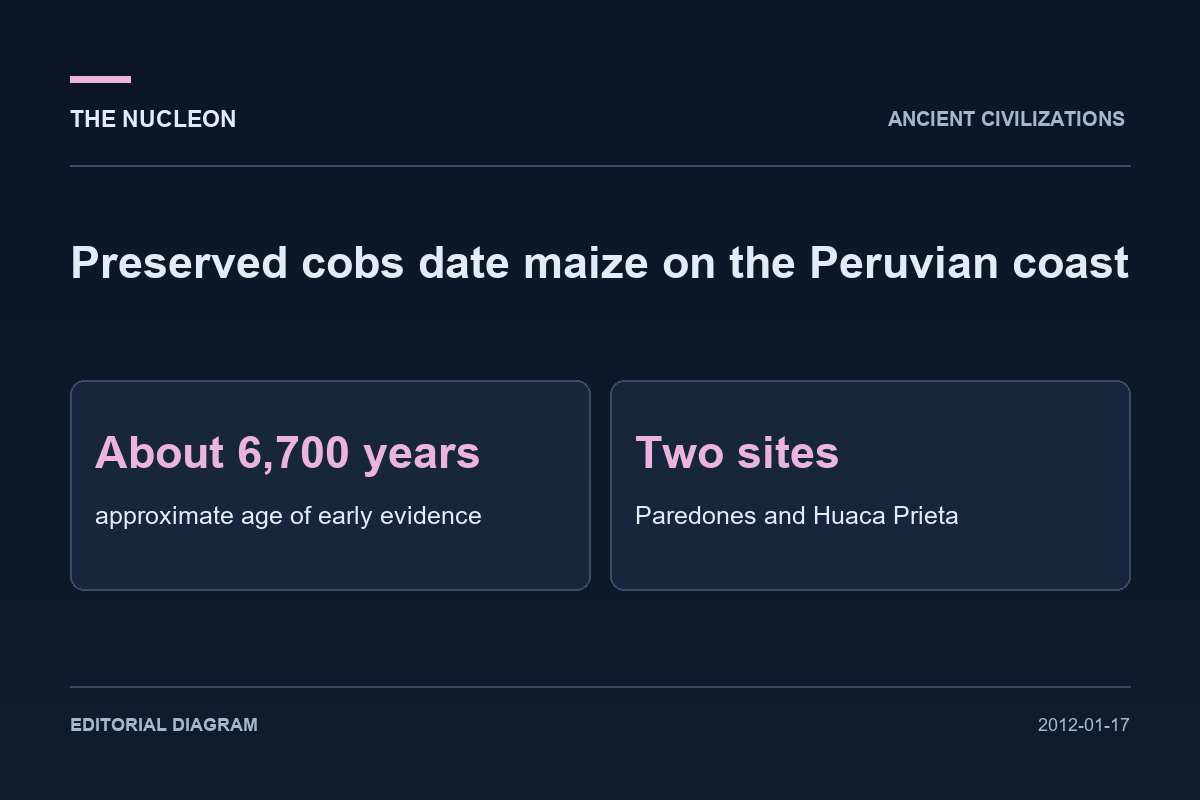 THE NUCLEON
ANCIENT CIVILIZATIONS
Preserved cobs date maize on the Peruvian coast
About 6,700 years
approximate age of early evidence
Two sites
Paredones and Huaca Prieta
EDITORIAL DIAGRAM
2012-01-17